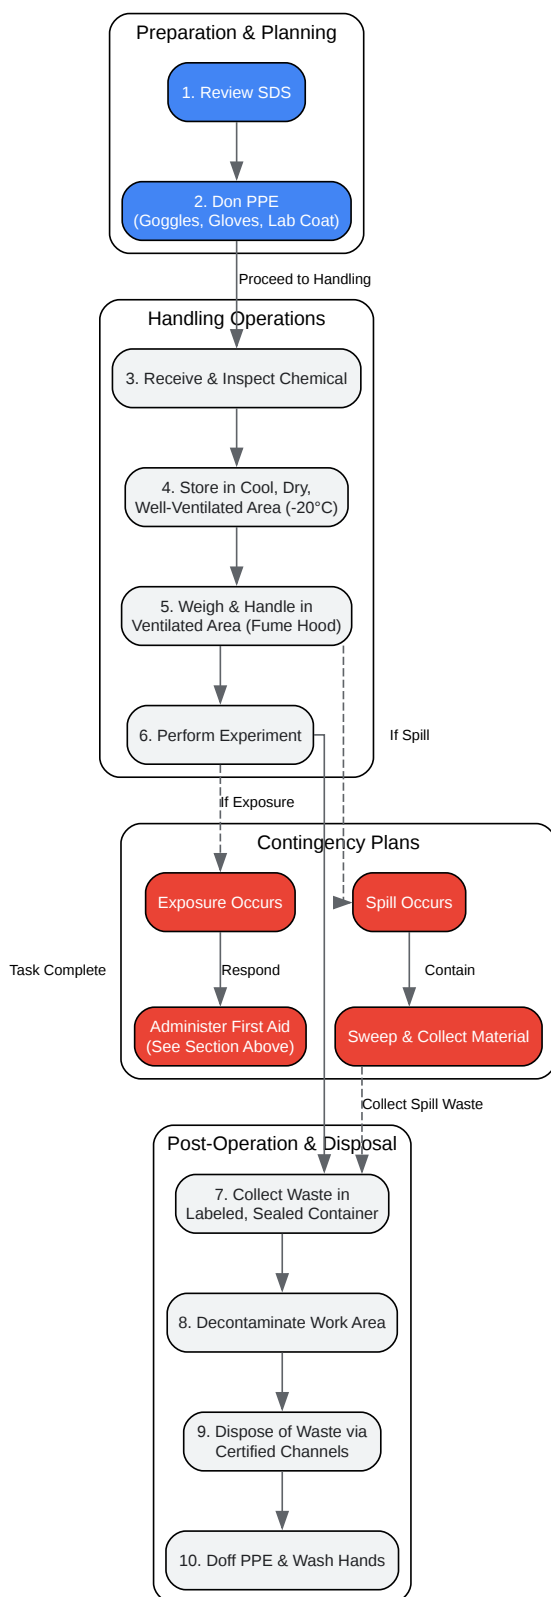 Preparation & Planning
1. Review SDS
2. Don PPE
(Goggles, Gloves, Lab Coat)
Proceed to Handling
Handling Operations
3. Receive & Inspect Chemical
4. Store in Cool, Dry,
Well-Ventilated Area (-20°C)
5. Weigh & Handle in
Ventilated Area (Fume Hood)
6. Perform Experiment
If Spill
If Exposure
Contingency Plans
Exposure Occurs
Spill Occurs
Task Complete
Respond
Contain
Administer First Aid
(See Section Above)
Sweep & Collect Material
Collect Spill Waste
Post-Operation & Disposal
7. Collect Waste in
Labeled, Sealed Container
8. Decontaminate Work Area
9. Dispose of Waste via
Certified Channels
10. Doff PPE & Wash Hands